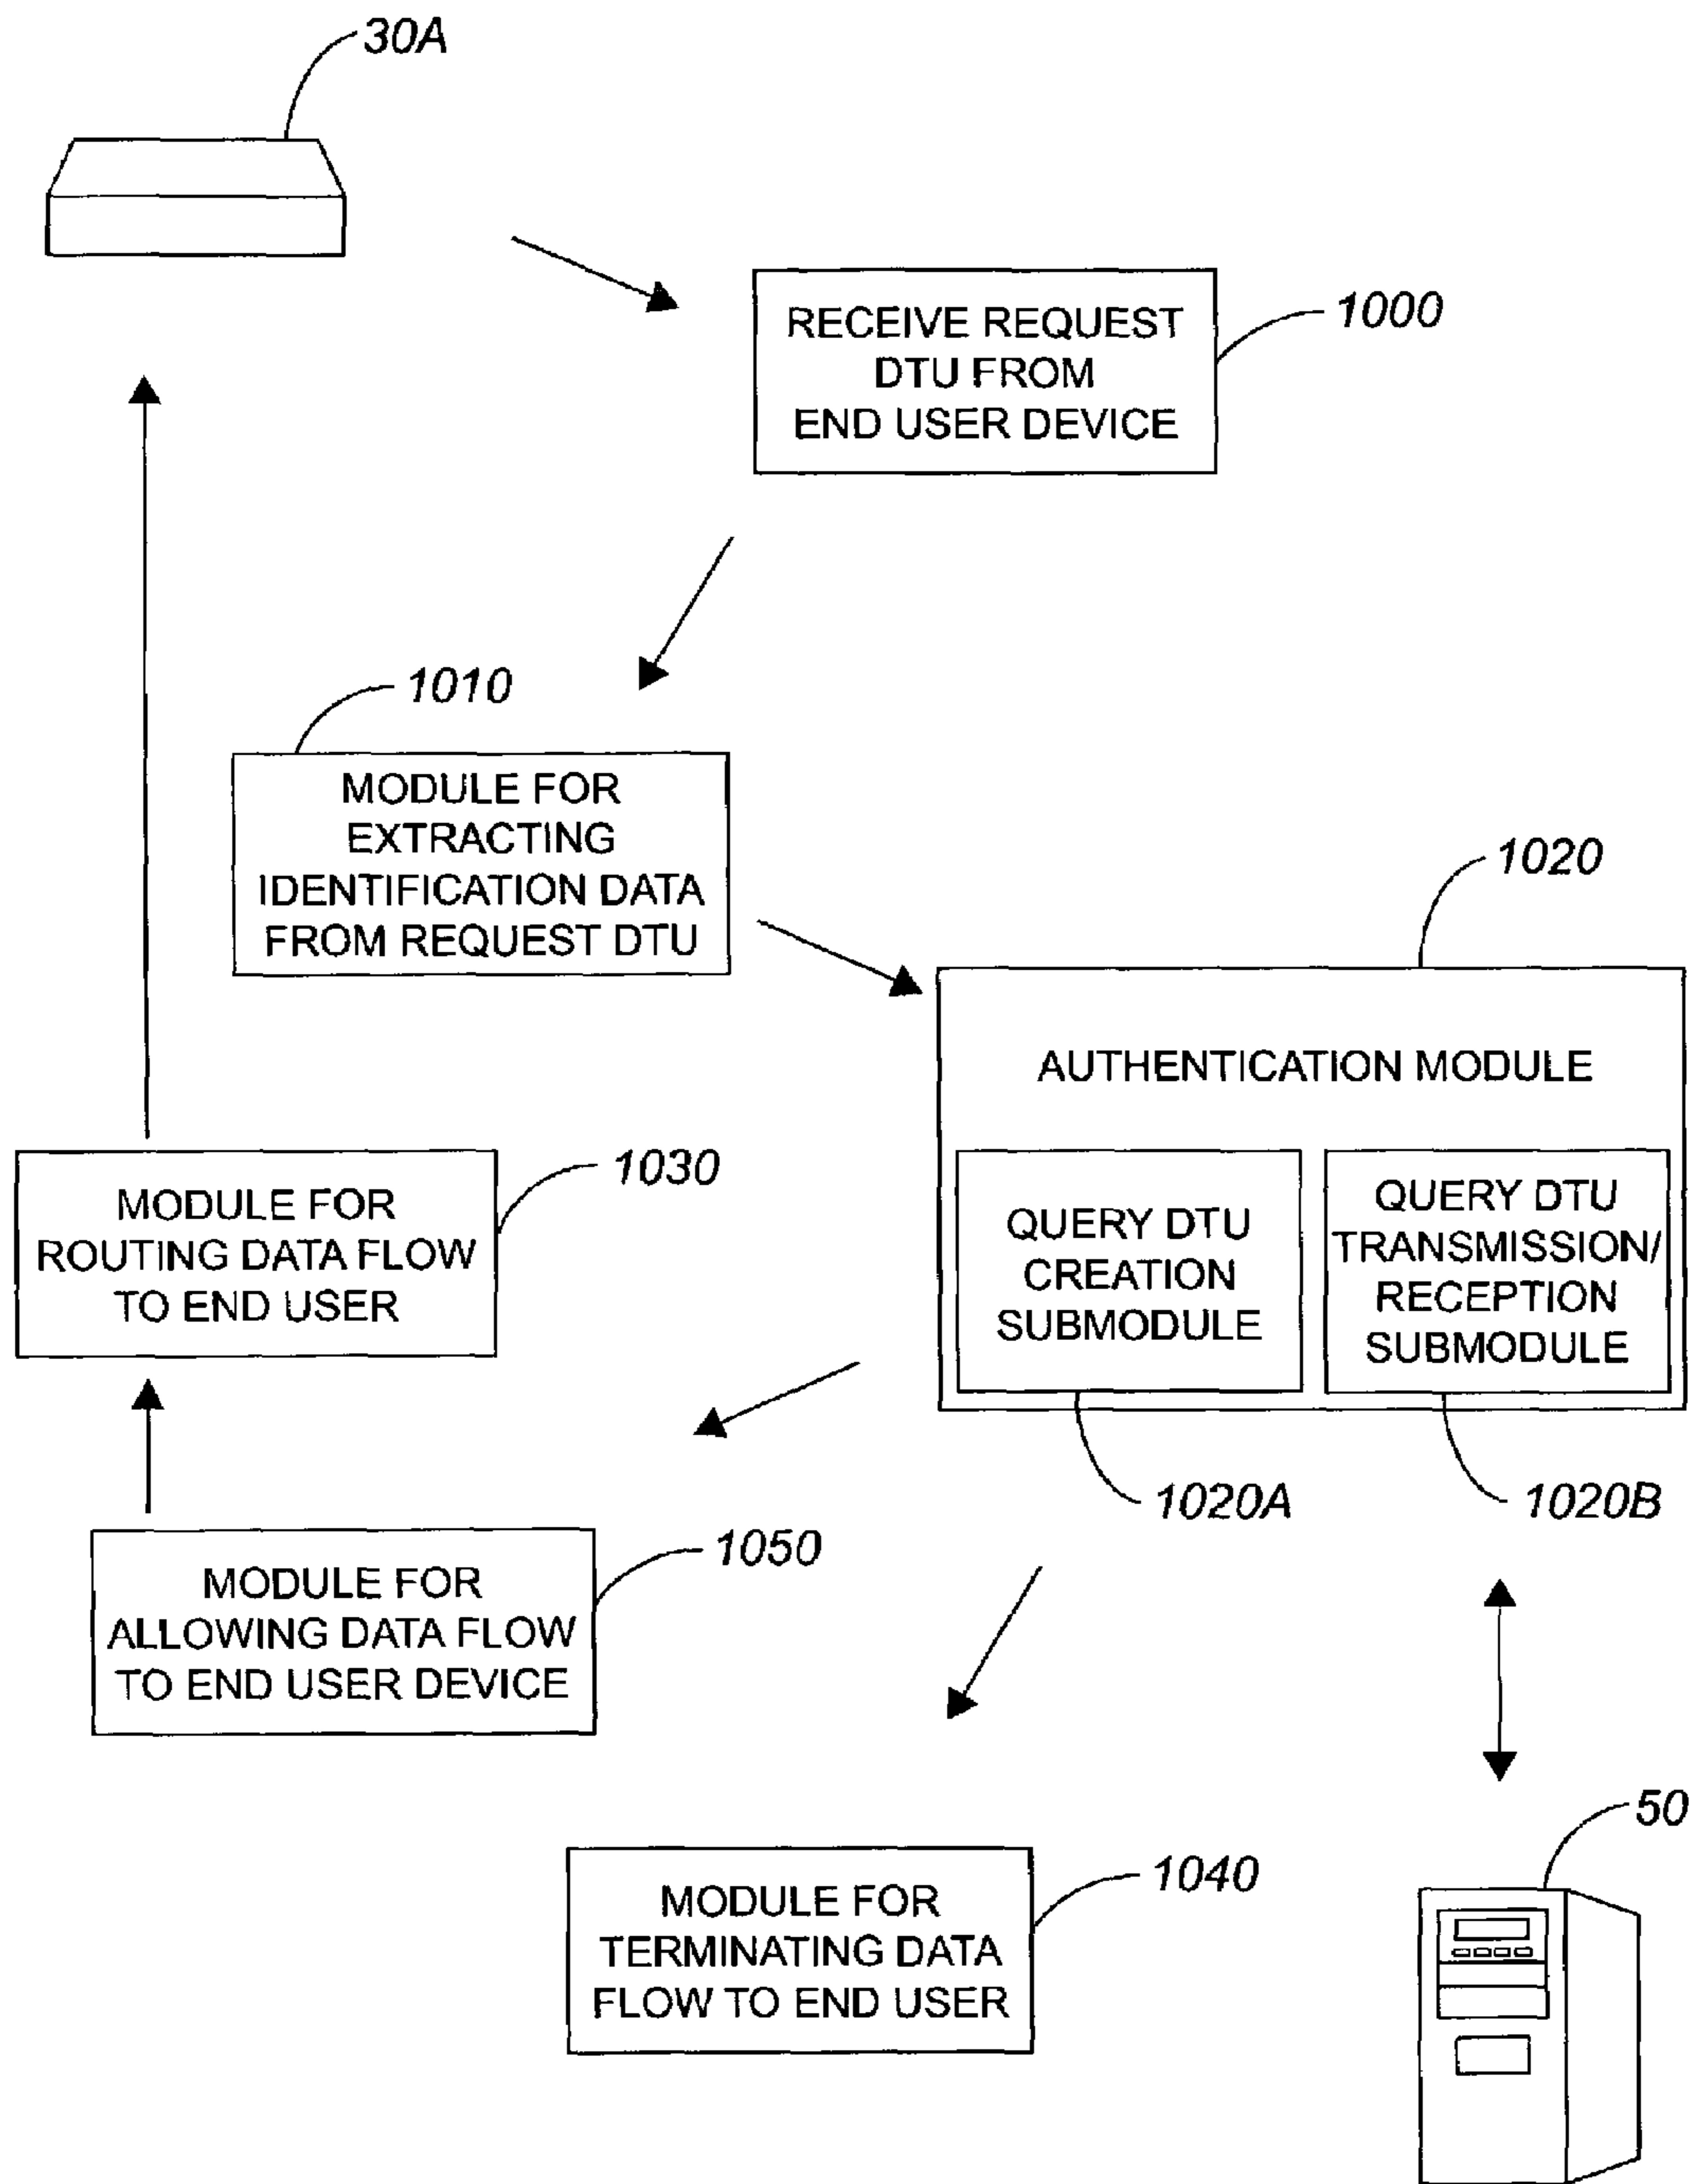 30A
RECEIVE REQUEST
DTU FROM
END USER DEVICE
1000
1010
MODULE FOR
EXTRACTING
IDENTIFICATION DATA
FROM REQUEST DTU
1020
AUTHENTICATION MODULE
QUERY DTU
CREATION
SUBMODULE
QUERY DTU
TRANSMISSION/
RECEPTION
SUBMODULE
1020A
1020B
1030
MODULE FOR
ROUTING DATA FLOW
TO END USER
1050
MODULE FOR
ALLOWING DATA FLOW
TO END USER DEVICE
1040
MODULE FOR
TERMINATING DATA
FLOW TO END USER
50